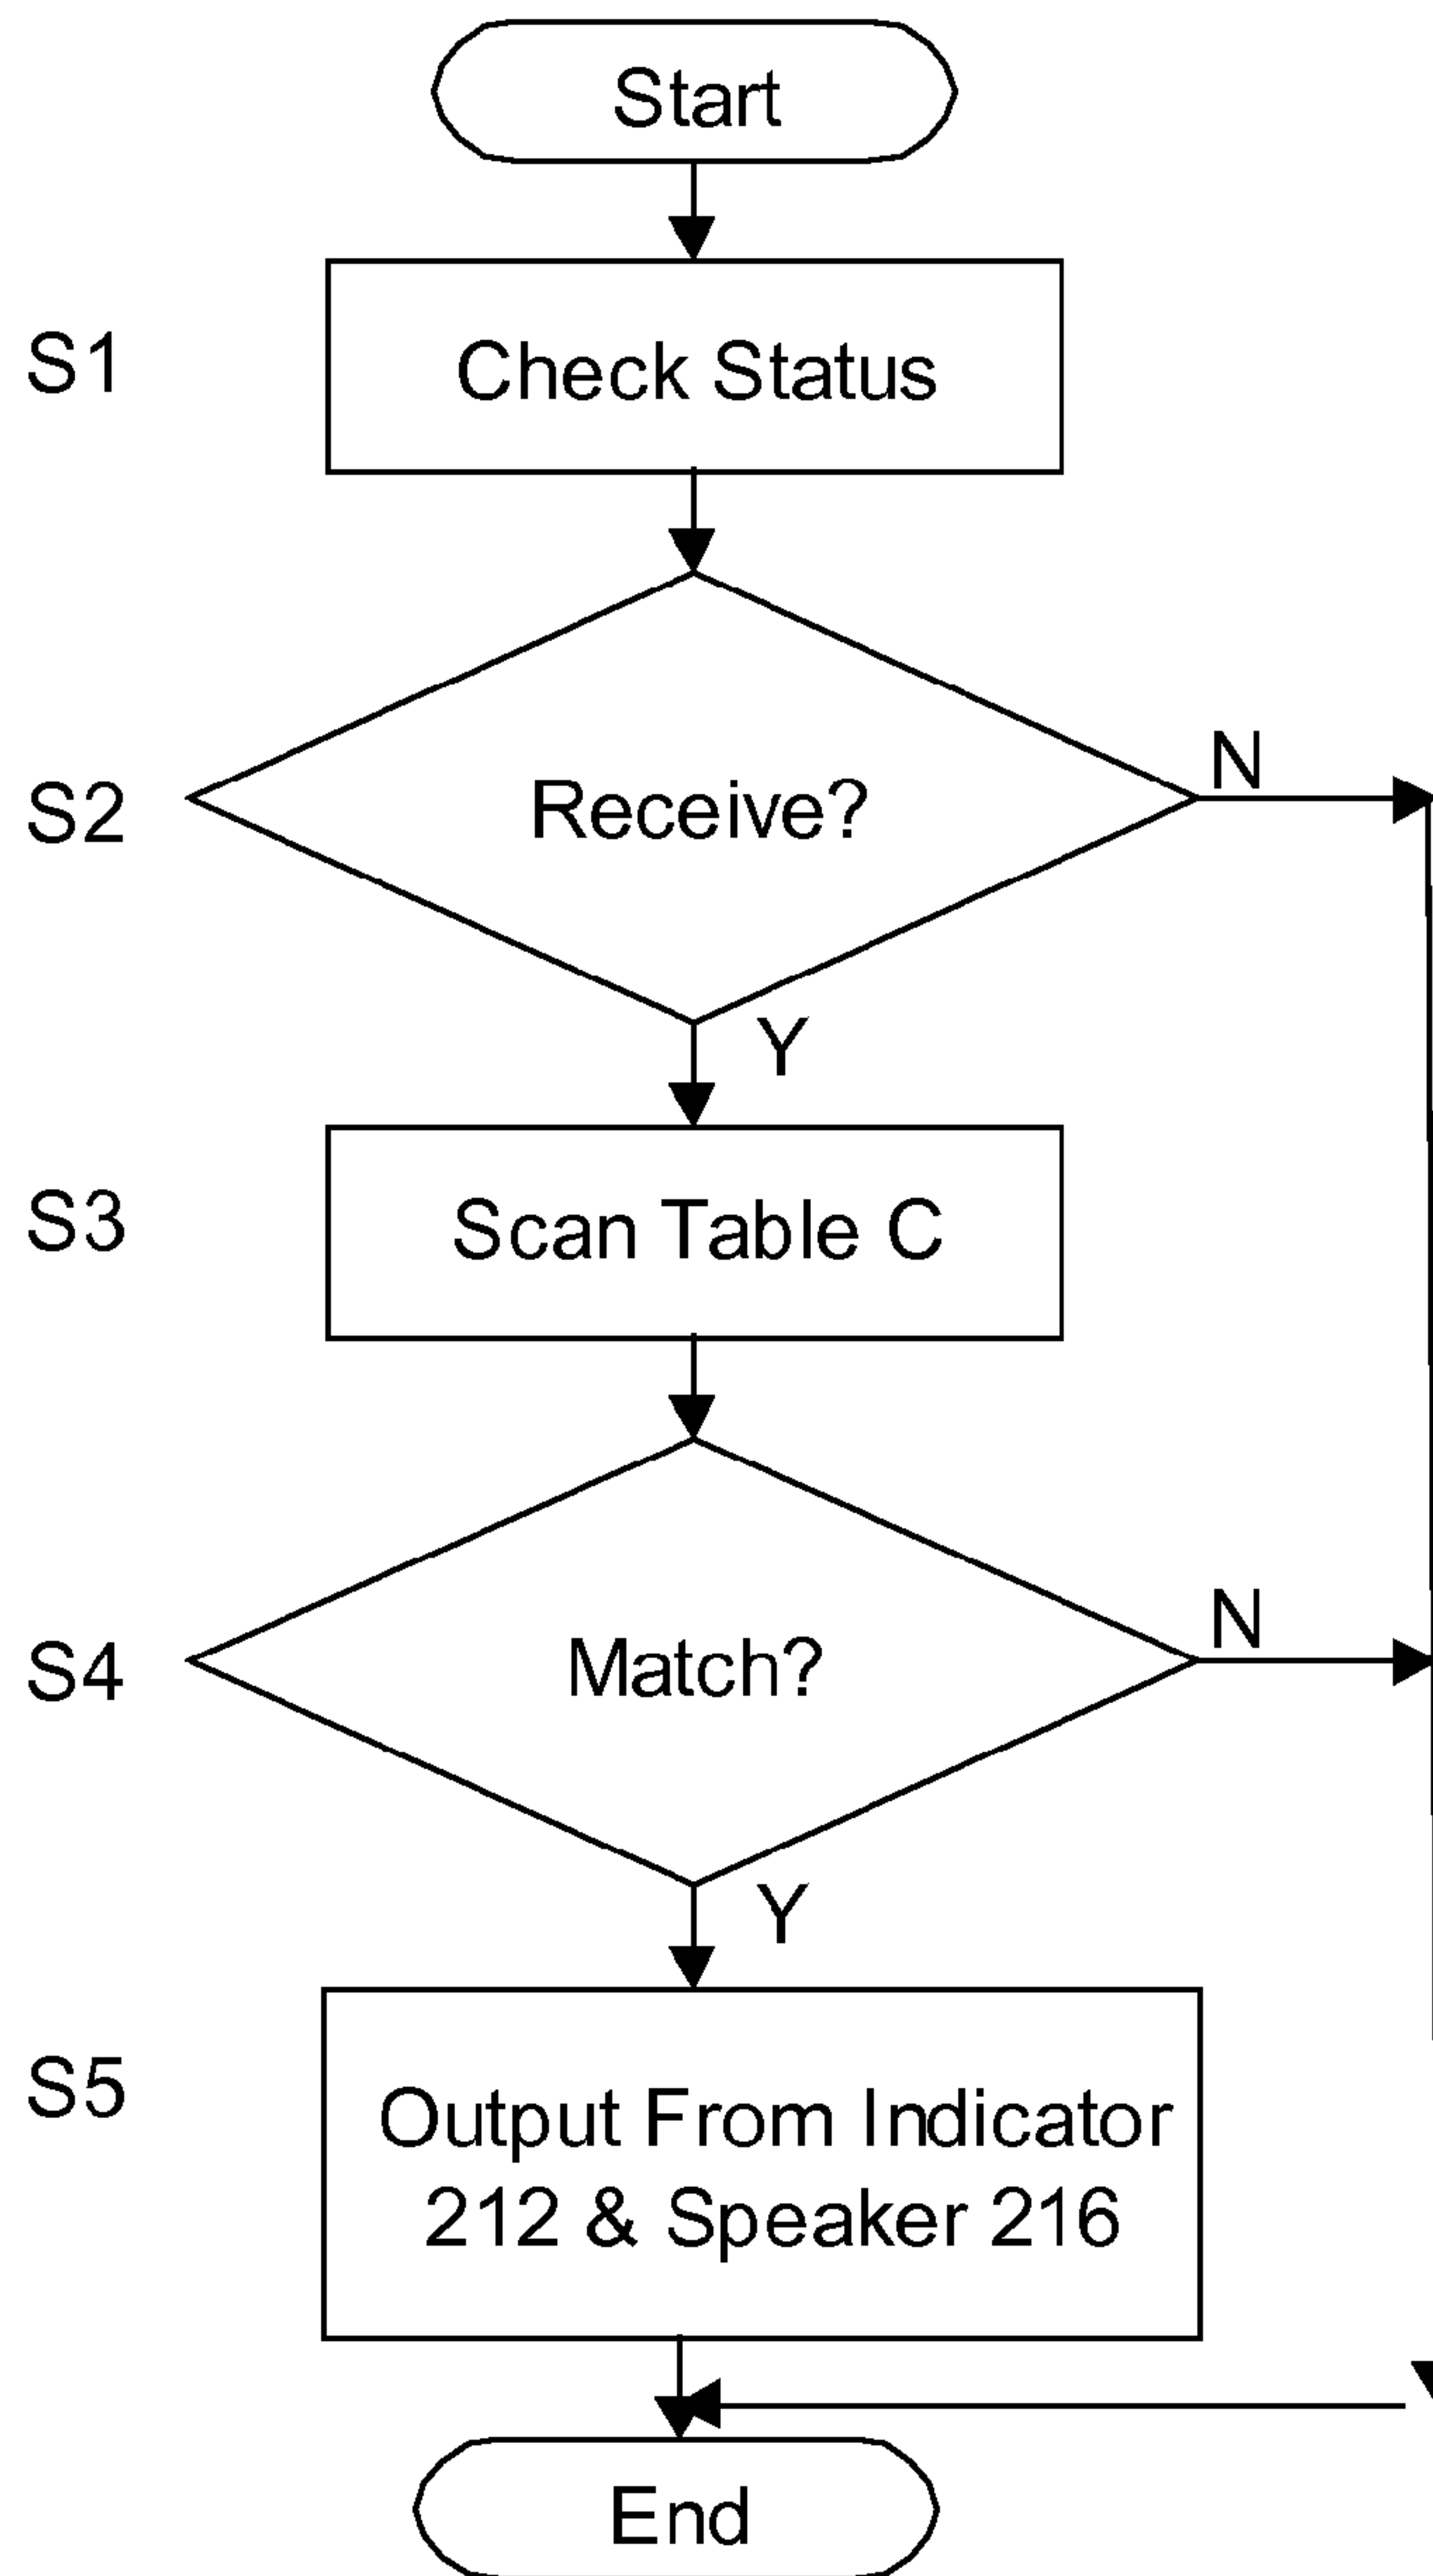 Start
S1
Check Status
S2
Receive?
N
Y
S3
Scan Table C
S4
Match?
N
Y
S5
Output From Indicator
212 & Speaker 216
End